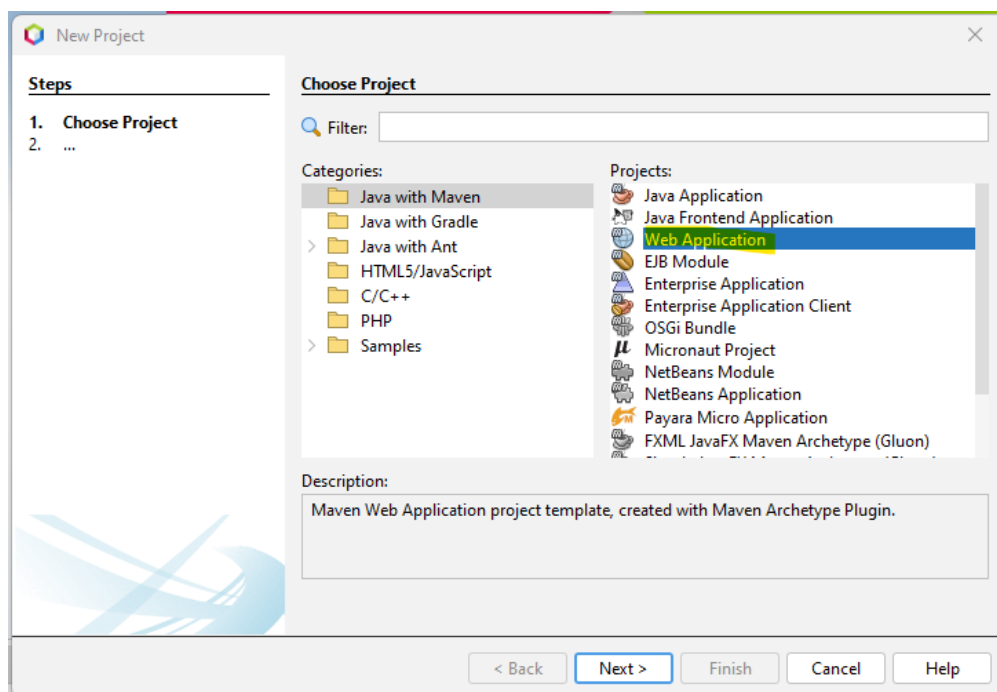 New Project
Steps
1. Choose Project
2. ...
Choose Project
Filter:
Categories:
Java with Maven
Java with Gradle
Java with Ant
HTML5/JavaScript
C/C++
PHP
Samples
Projects:
Java Application
Java Frontend Application
Web Application
EJB Module
Enterprise Application
Enterprise Application Client
OSGi Bundle
Micronaut Project
NetBeans Module
NetBeans Application
Payara Micro Application
FXML JavaFX Maven Archetype (Gluon)
Description:
Maven Web Application project template, created with Maven Archetype Plugin.
< Back Next > Finish Cancel Help